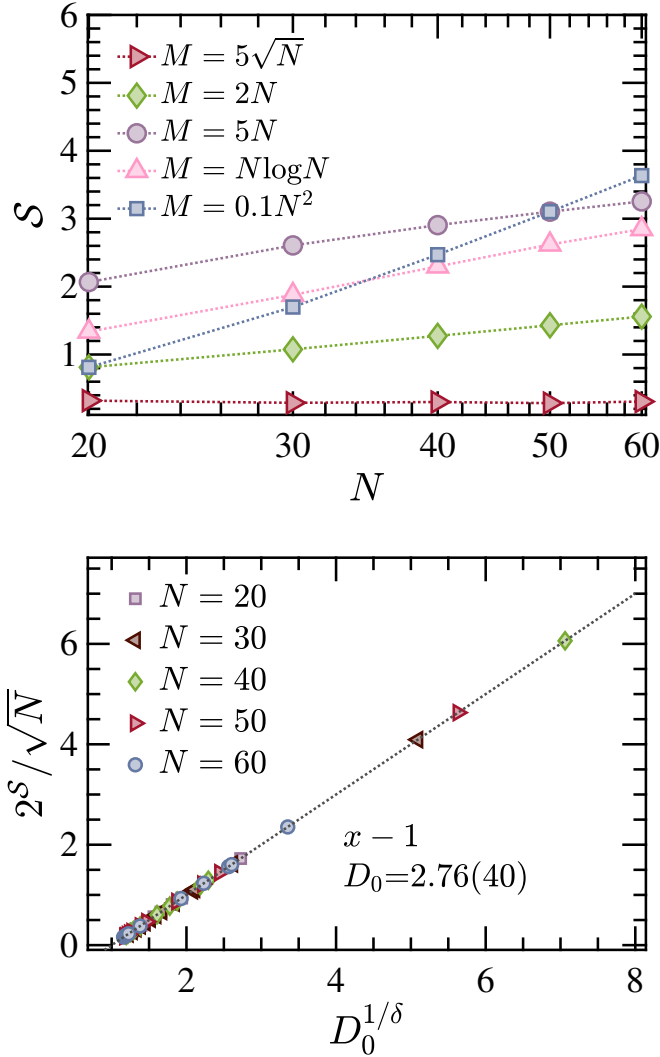 6
5
4
3
2
1
S
M = 5√N
M = 2N
M = 5N
M = NlogN
M = 0.1N²
20 30 40 50 60
N
6
4
2
0
2^S/√N
N = 20
N = 30
N = 40
N = 50
N = 60
x − 1
D₀=2.76(40)
2 4 6 8
D₀^{1/δ}